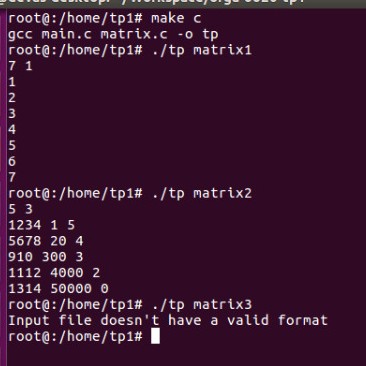 root@:/home/tp1# make c
gcc main.c matrix.c -o tp
root@:/home/tp1# ./tp matrix1
7 1
1
2
3
4
5
6
7
root@:/home/tp1# ./tp matrix2
5 3
1234 1 5
5678 20 4
910 300 3
1112 4000 2
1314 50000 0
root@:/home/tp1# ./tp matrix3
Input file doesn't have a valid format
root@:/home/tp1#